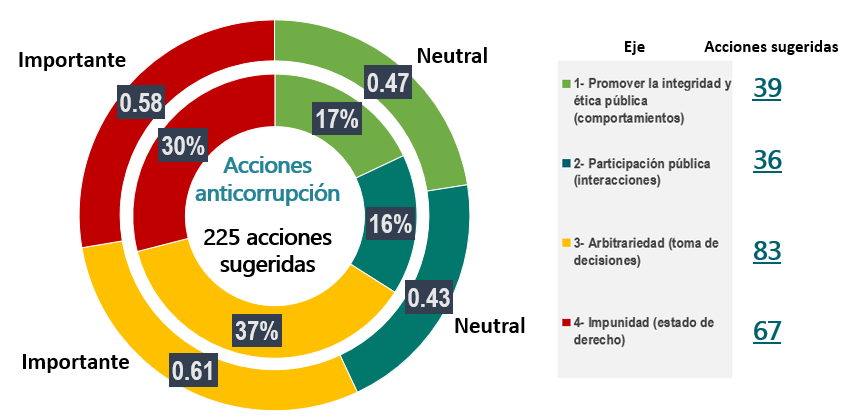 Importante
Neutral
0.58
0.47
30%
17%
Acciones
anticorrupción
225 acciones
sugeridas
16%
37%
0.43
0.61
Importante
Neutral
Eje
Acciones sugeridas
1- Promover la integridad y
ética pública
(comportamientos)
39
2- Participación pública
(interacciones)
36
3- Arbitrariedad (toma de
decisiones)
83
4- Impunidad (estado de
derecho)
67